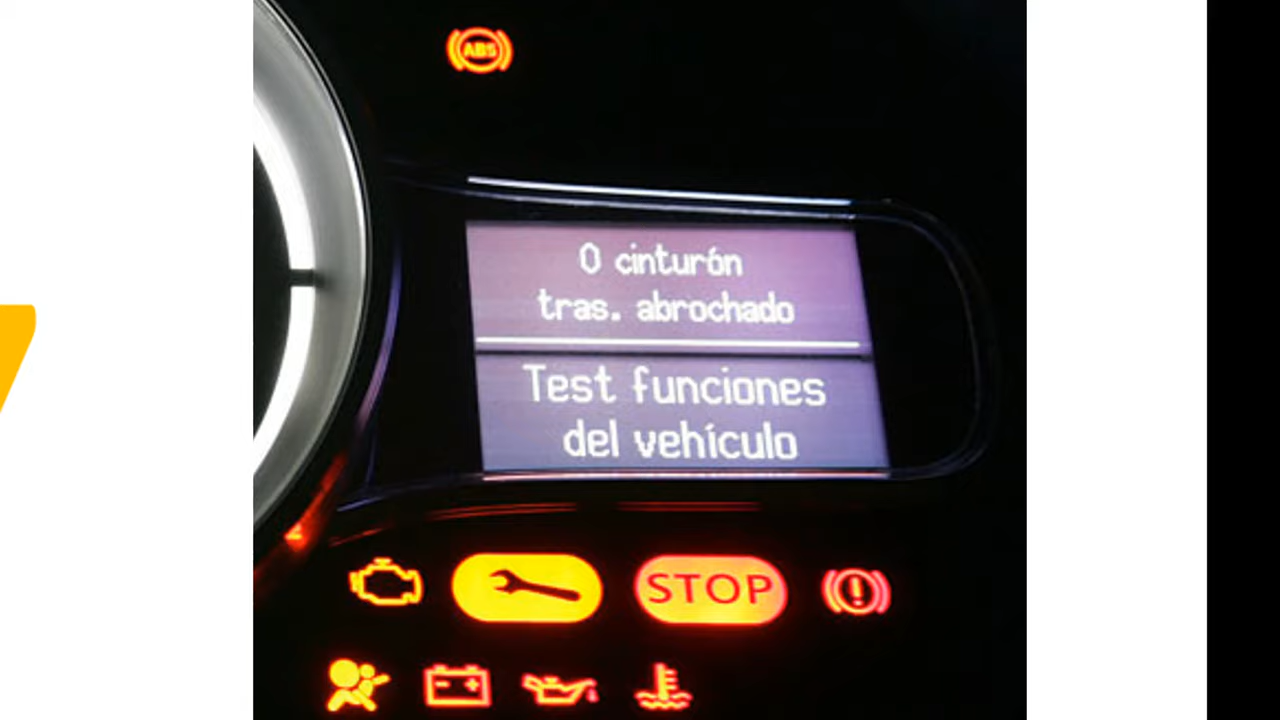 ABS
0 cinturón
tras. abrochado
Test funciones
del vehículo
STOP